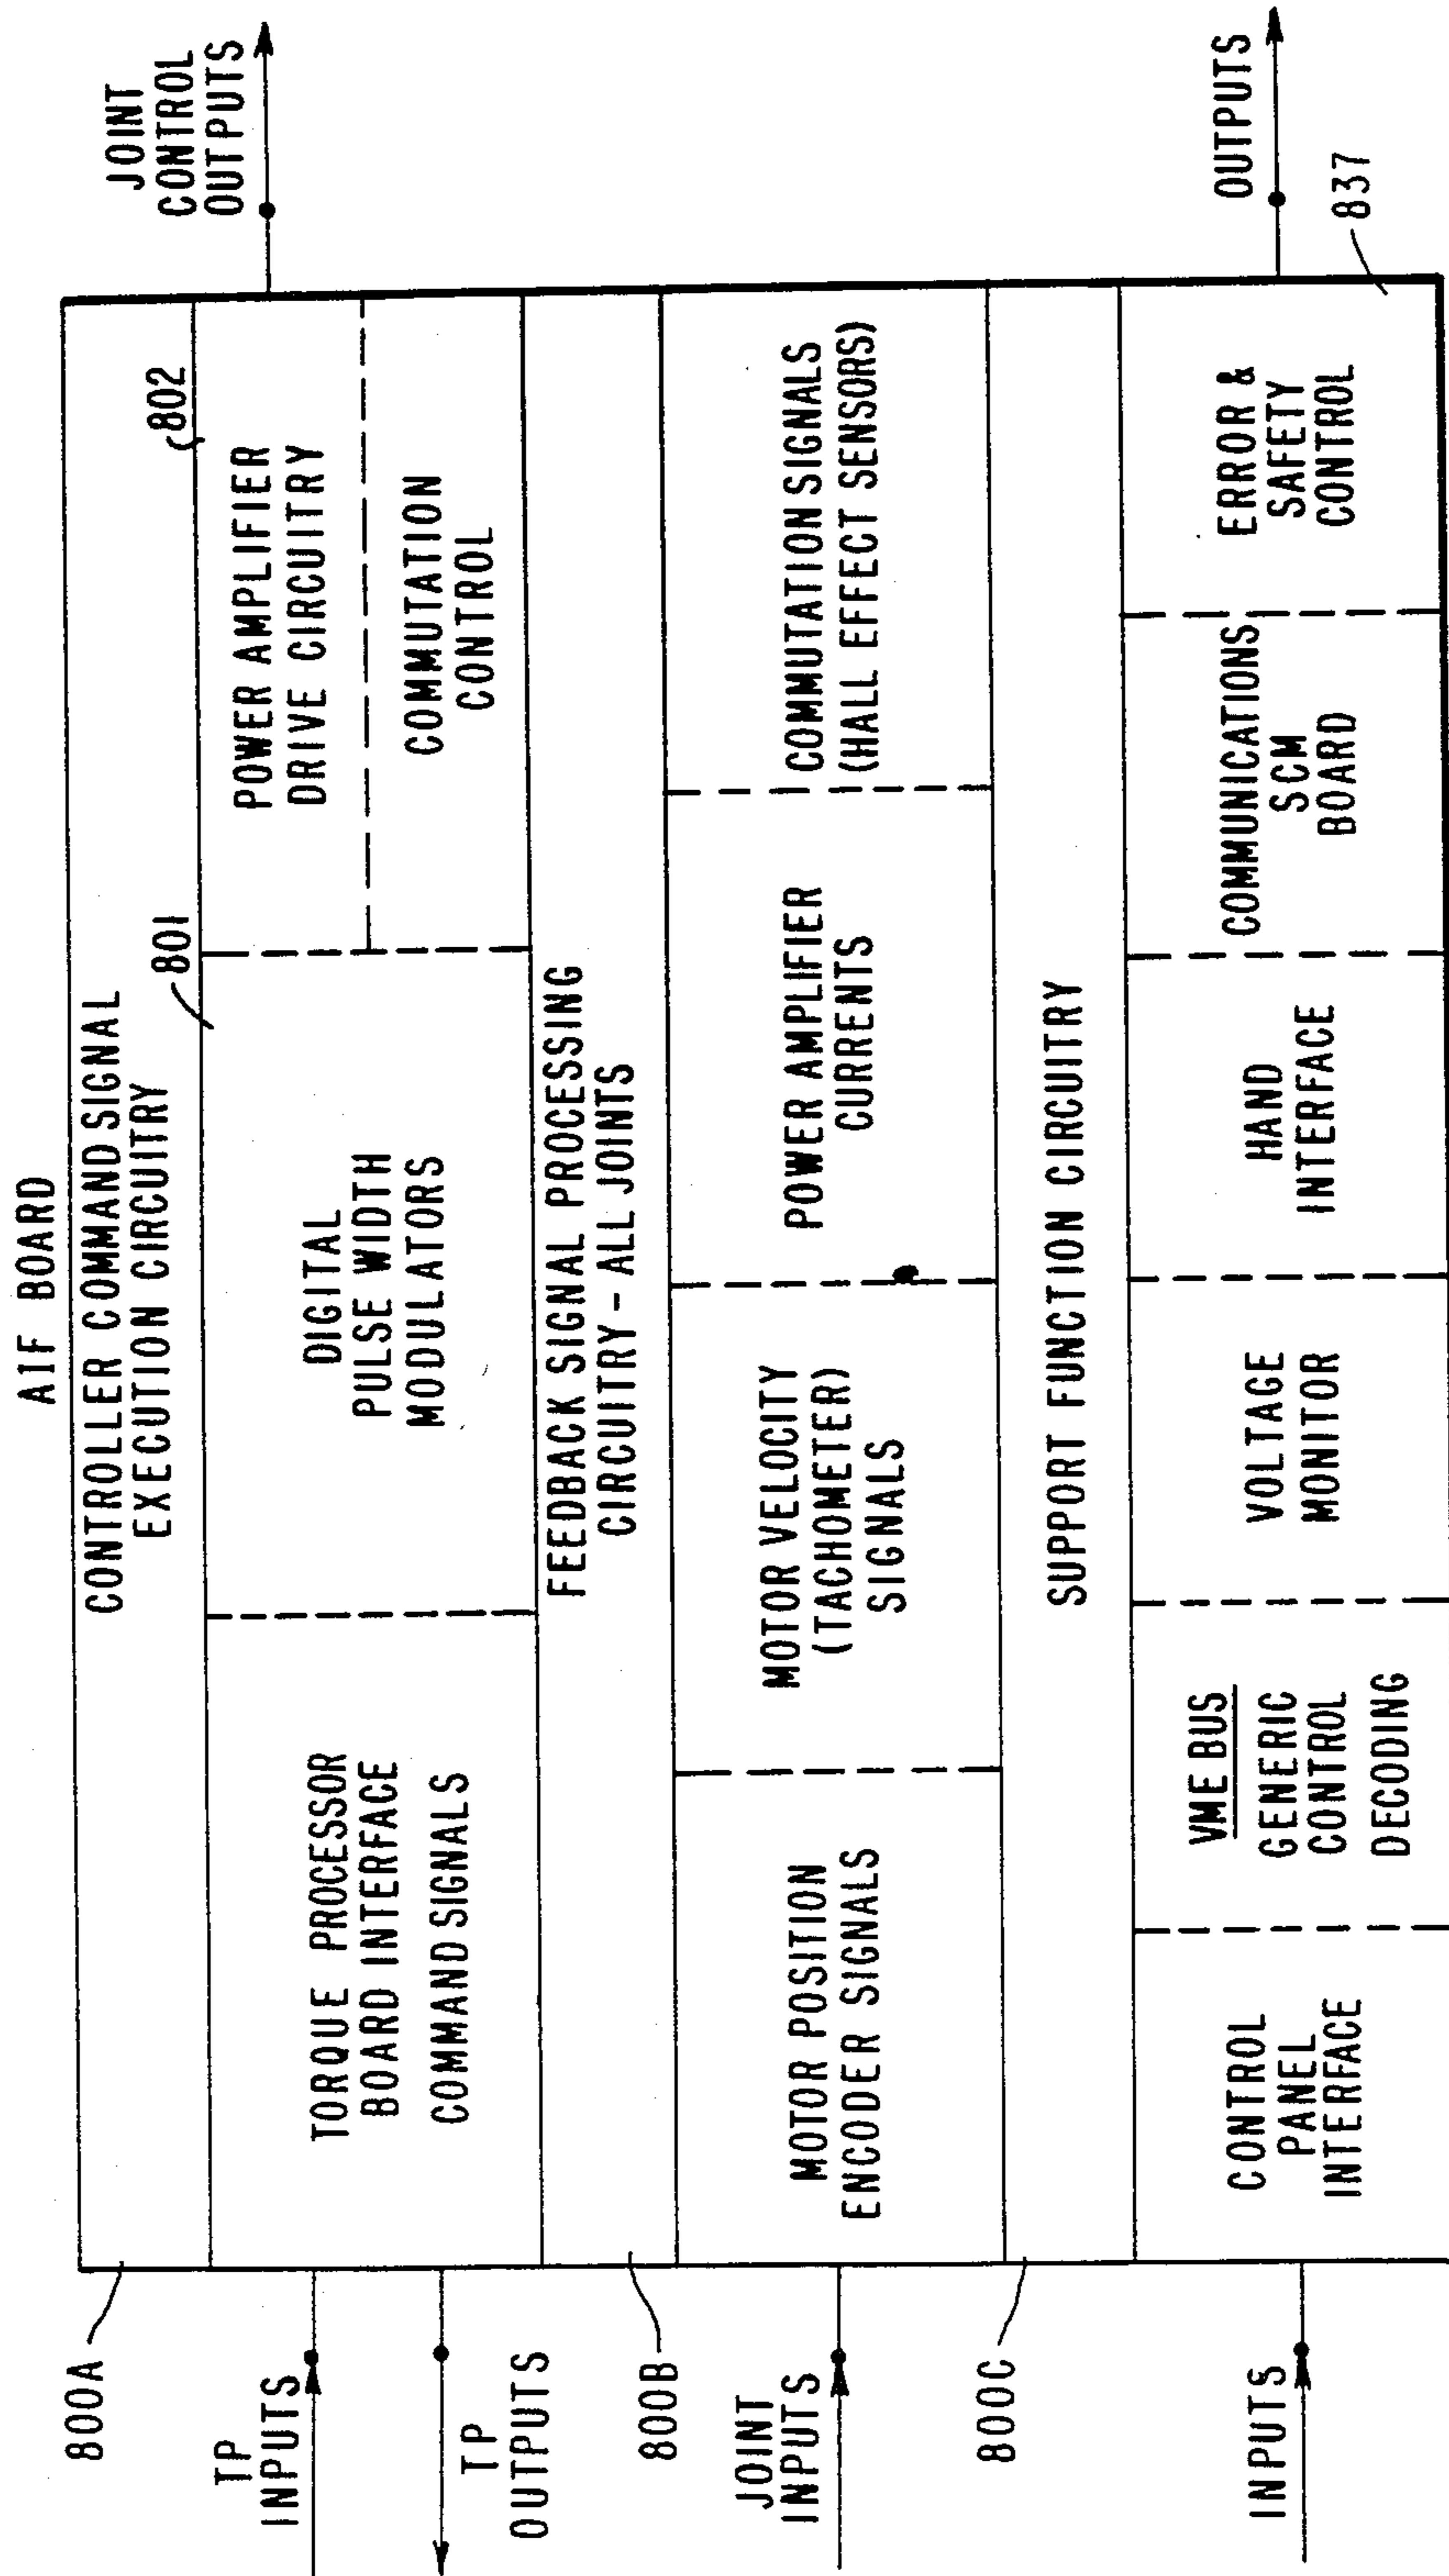 AIF BOARD
800A
CONTROLLER COMMAND SIGNAL
EXECUTION CIRCUITRY
801
802
TP
INPUTS
TP
OUTPUTS
TORQUE PROCESSOR
BOARD INTERFACE
COMMAND SIGNALS
DIGITAL
PULSE WIDTH
MODULATORS
POWER AMPLIFIER
DRIVE CIRCUITRY
COMMUTATION
CONTROL
JOINT
CONTROL
OUTPUTS
800B
FEEDBACK SIGNAL PROCESSING
CIRCUITRY - ALL JOINTS
JOINT
INPUTS
MOTOR POSITION
ENCODER SIGNALS
MOTOR VELOCITY
(TACHOMETER)
SIGNALS
POWER AMPLIFIER
CURRENTS
COMMUTATION SIGNALS
(HALL EFFECT SENSORS)
800C
SUPPORT FUNCTION CIRCUITRY
INPUTS
CONTROL
PANEL
INTERFACE
VME BUS
GENERIC
CONTROL
DECODING
VOLTAGE
MONITOR
HAND
INTERFACE
COMMUNICATIONS
SCM
BOARD
ERROR &
SAFETY
CONTROL
OUTPUTS
837